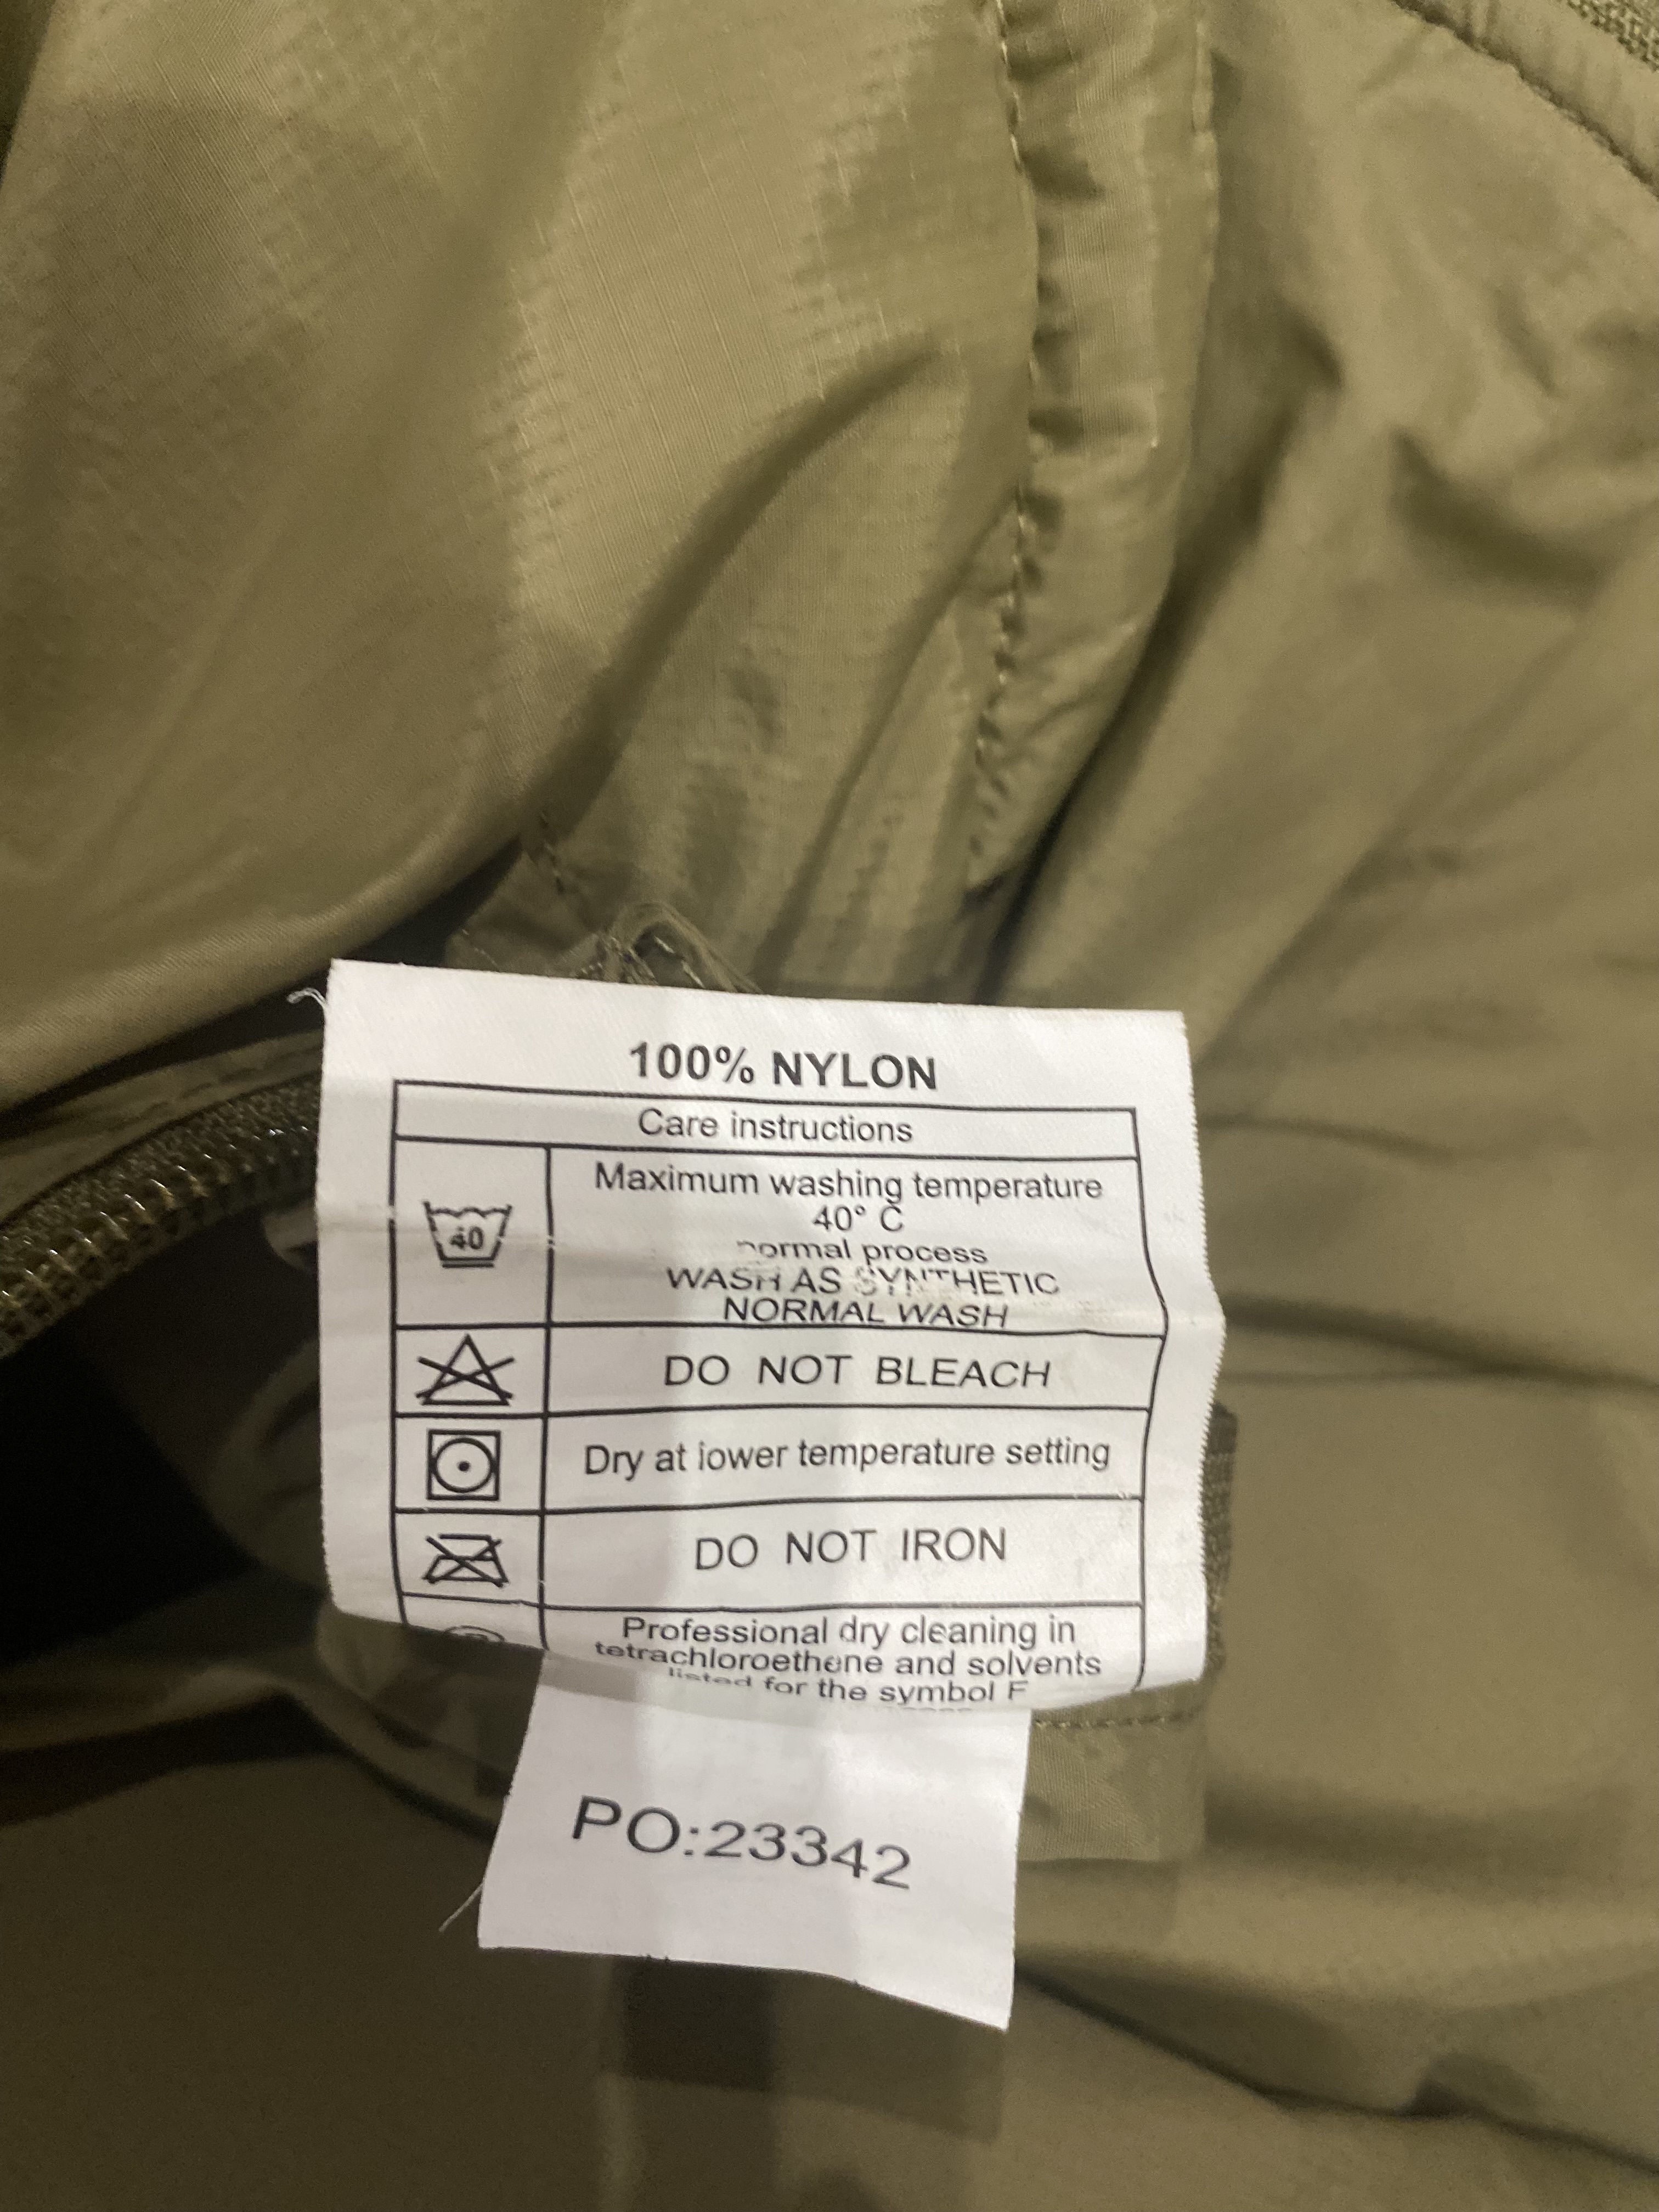 100% NYLON
Care instructions
Maximum washing temperature
40° C
40
normal process
WASH AS SYNTHETIC
NORMAL WASH
DO NOT BLEACH
Dry at lower temperature setting
DO NOT IRON
Professional dry cleaning in
tetrachloroethene and solvents
listed for the symbol F
PO:23342